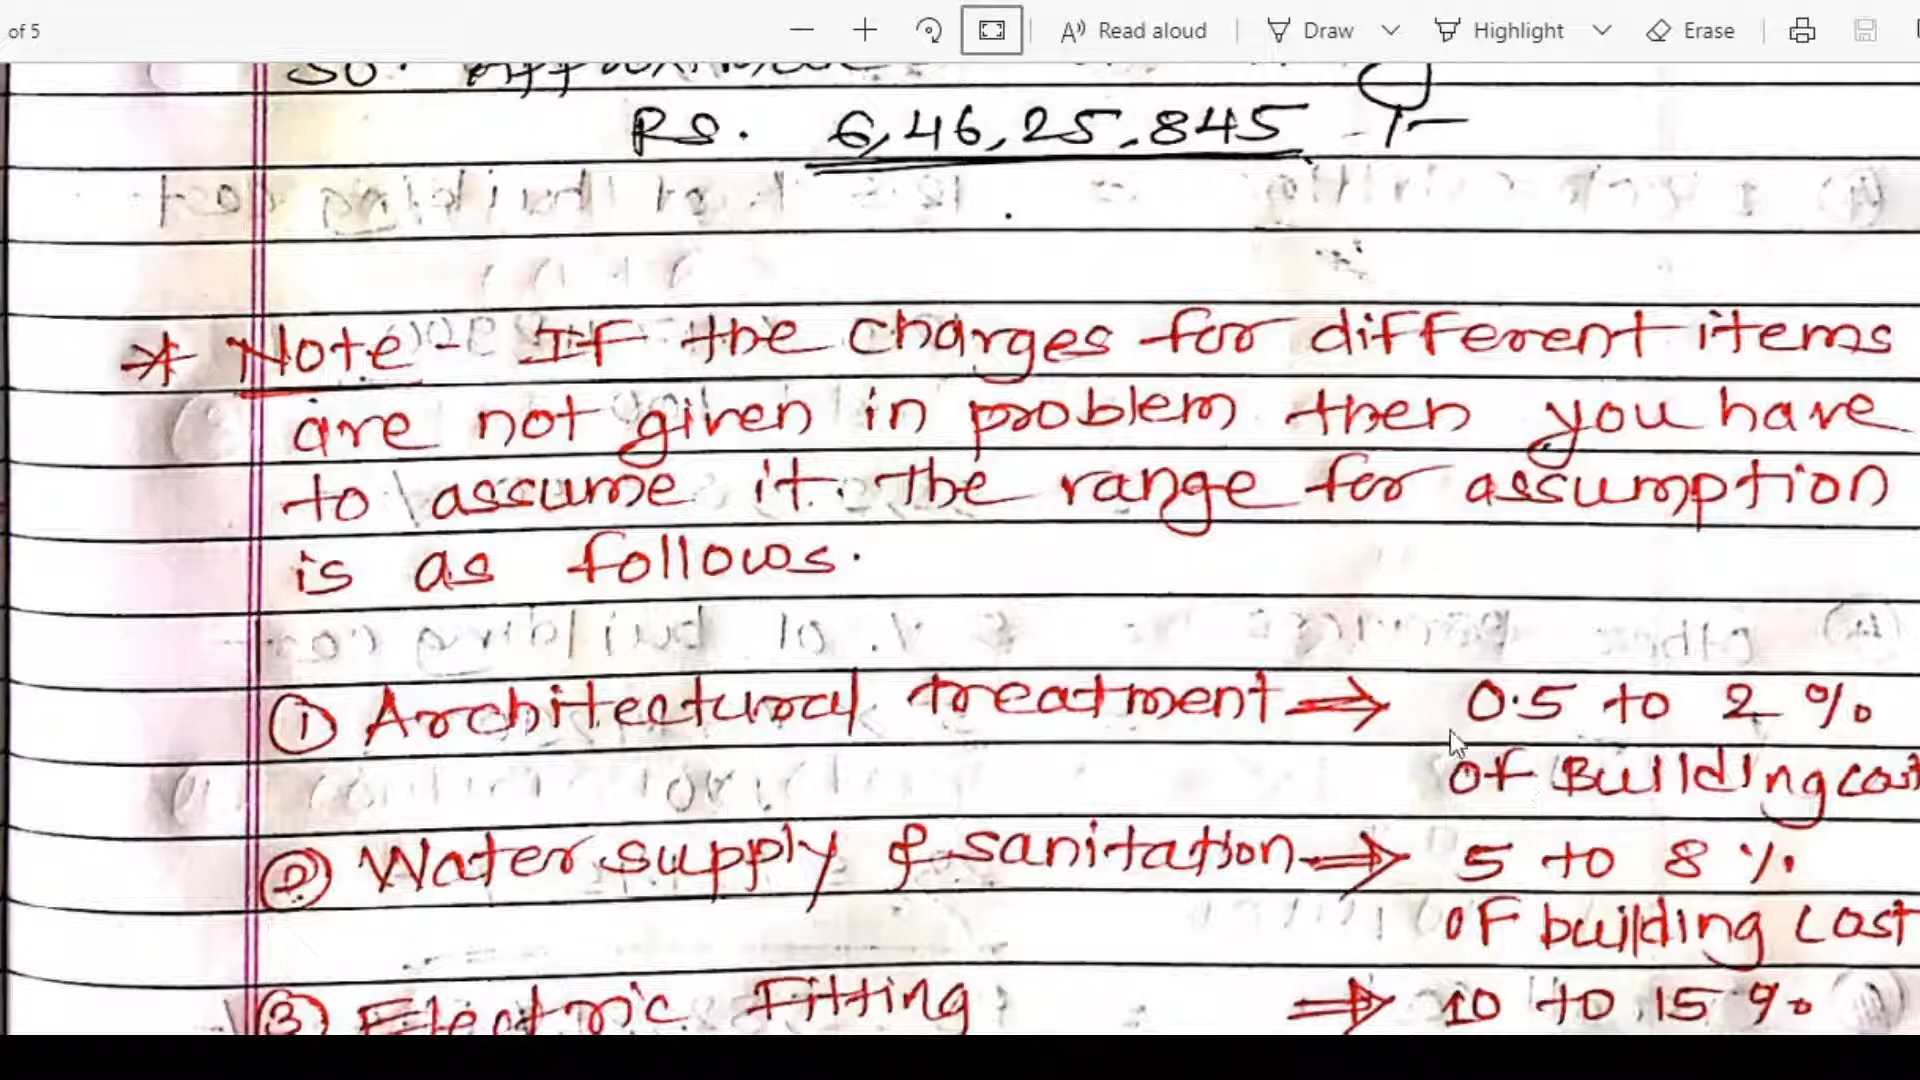 of 5
Read aloud
Draw
Highlight
Erase
So.
RS. 6,46,25,845 /-
* Note - If the charges for different items
are not given in problem then you have
to assume it. The range for assumption
is as follows.
① Architectural treatment ⇒ 0.5 to 2 %
of Building cost
② Water supply & sanitation ⇒ 5 to 8 %.
of building cost
③ Electric Fitting ⇒ 10 to 15 %